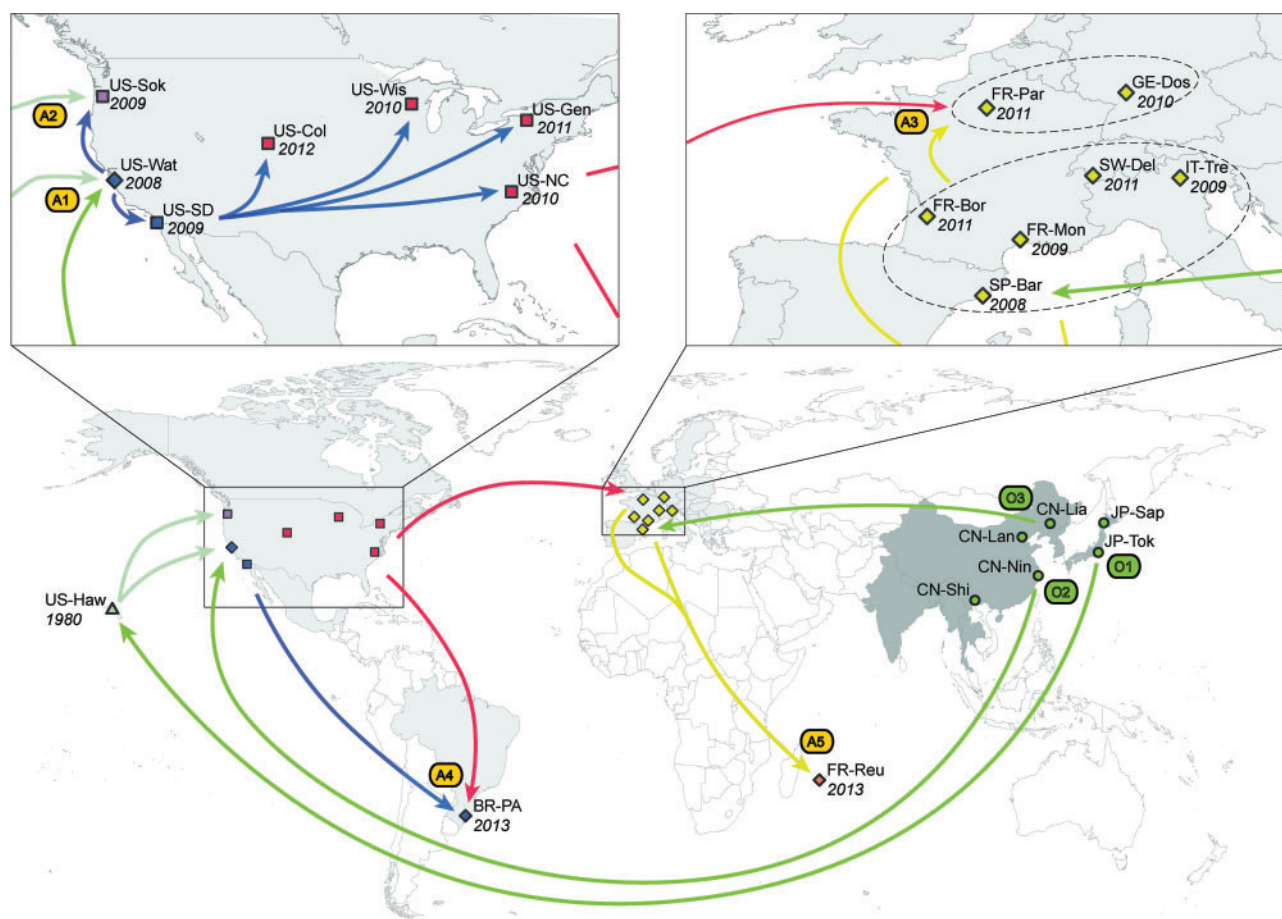 US-Sok
2009
A2
US-Wat
2008
A1
US-SD
2009
US-Col
2012
US-Wis
2010
US-Gen
2011
US-NC
2010
FR-Par
2011
GE-Dos
2010
A3
SW-Del
2011
IT-Tre
2009
FR-Bor
2011
FR-Mon
2009
SP-Bar
2008
US-Haw
1980
O3
CN-Lia
JP-Sap
CN-Lan
JP-Tok
O1
CN-Nin
O2
CN-Shi
A4
BR-PA
2013
A5
FR-Reu
2013